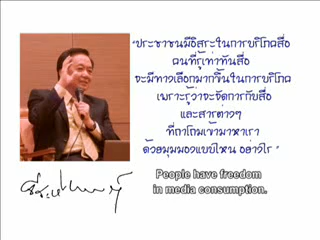 "ประชาชนมีอิสระในการบริโภคสื่อ
คนที่รู้เท่าทันสื่อ
จะมีทางเลือกมากขึ้นในการบริโภค
เพราะรู้ว่าจะจัดการกับสื่อ
และสารต่างๆ
ที่ถาโถมเข้ามาหาเรา
ด้วยมุมมองแบบไหน อย่างไร "
People have freedom
in media consumption.